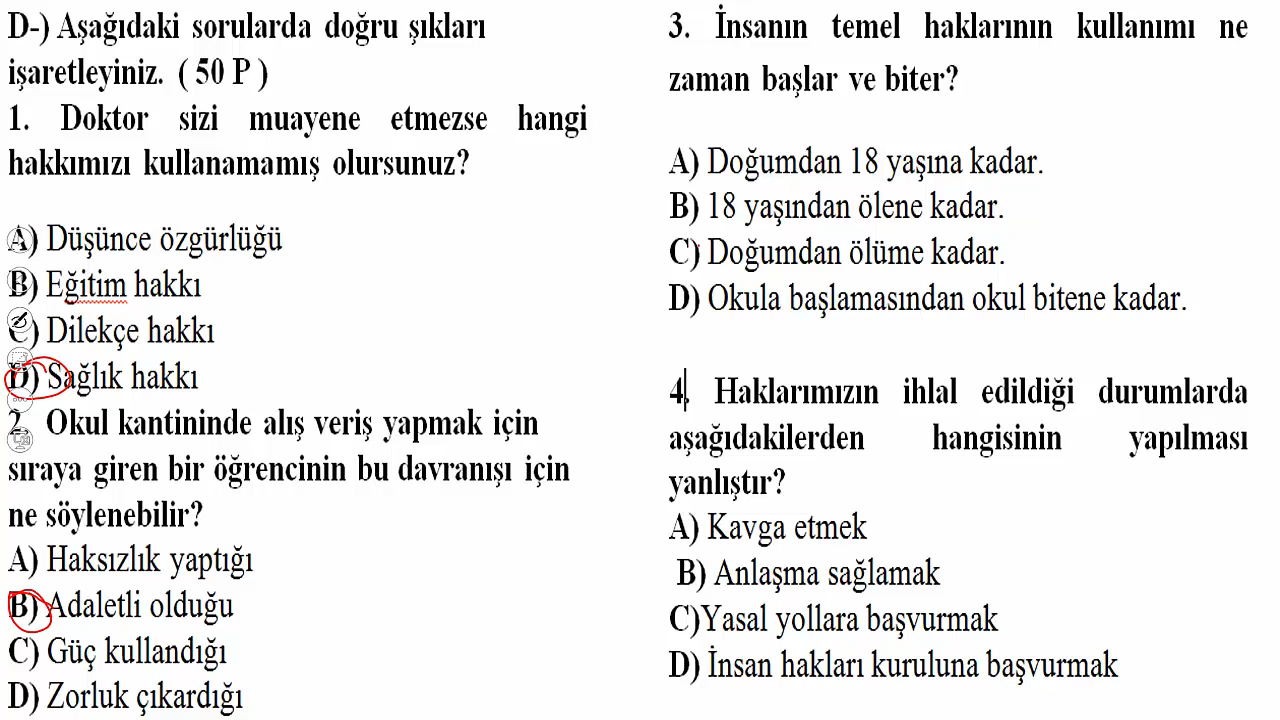 D-) Aşağıdaki sorularda doğru şıkları
işaretleyiniz. ( 50 P )
1. Doktor sizi muayene etmezse hangi
hakkımızı kullanamamış olursunuz?
A) Düşünce özgürlüğü
B) Eğitim hakkı
C) Dilekçe hakkı
D) Sağlık hakkı
2. Okul kantininde alış veriş yapmak için
sıraya giren bir öğrencinin bu davranışı için
ne söylenebilir?
A) Haksızlık yaptığı
B) Adaletli olduğu
C) Güç kullandığı
D) Zorluk çıkardığı
3. İnsanın temel haklarının kullanımı ne
zaman başlar ve biter?
A) Doğumdan 18 yaşına kadar.
B) 18 yaşından ölene kadar.
C) Doğumdan ölüme kadar.
D) Okula başlamasından okul bitene kadar.
4. Haklarımızın ihlal edildiği durumlarda
aşağıdakilerden hangisinin yapılması
yanlıştır?
A) Kavga etmek
B) Anlaşma sağlamak
C)Yasal yollara başvurmak
D) İnsan hakları kuruluna başvurmak